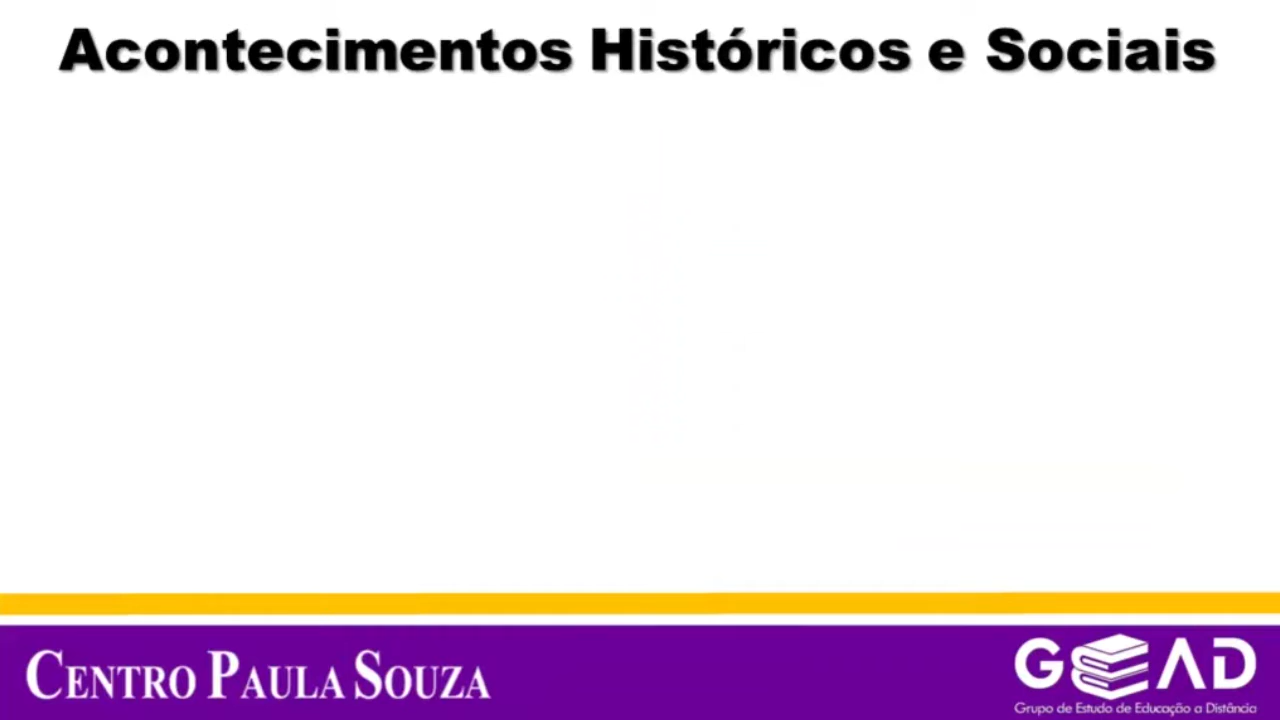 Acontecimentos Históricos e Sociais
CENTRO PAULA SOUZA
GEAD
Grupo de Estudo de Educação a Distância